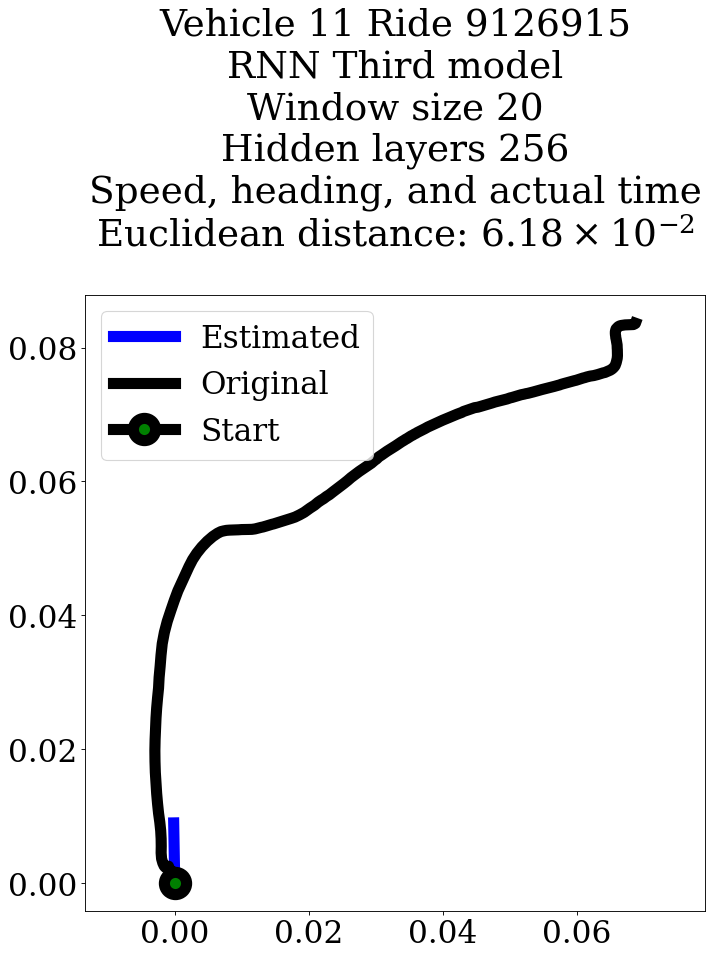 Vehicle 11 Ride 9126915
RNN Third model
Window size 20
Hidden layers 256
Speed, heading, and actual time
Euclidean distance: 6.18 × 10⁻²
Estimated
Original
Start
0.08
0.06
0.04
0.02
0.00
0.00 0.02 0.04 0.06